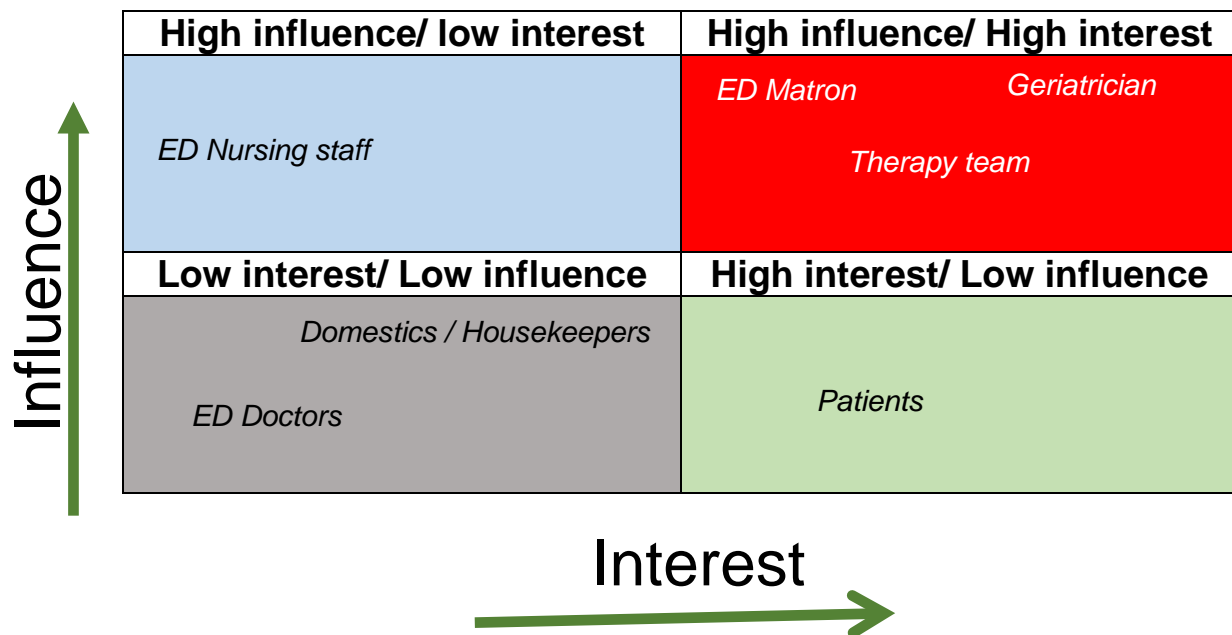 High influence/ low interest
High influence/ High interest
ED Matron
Geriatrician
ED Nursing staff
Therapy team
Low interest/ Low influence
High interest/ Low influence
Domestics / Housekeepers
ED Doctors
Patients
Influence
Interest